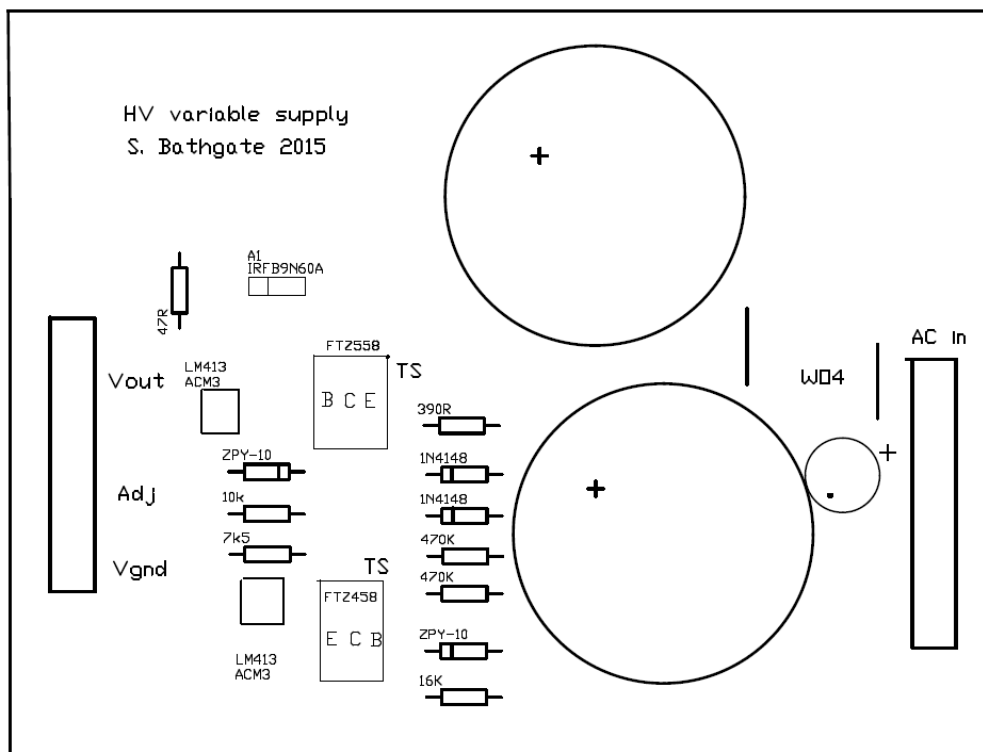 HV variable supply
S. Bathgate 2015
+
A1
IRFB9N60A
47R
FTZ558
TS
B C E
LM413
ACM3
Vout
AC in
W04
+
390R
ZPY-10
1N4148
+
Adj
10k
1N4148
7k5
470K
Vgnd
TS
470K
FTZ458
E C B
ZPY-10
LM413
ACM3
16K